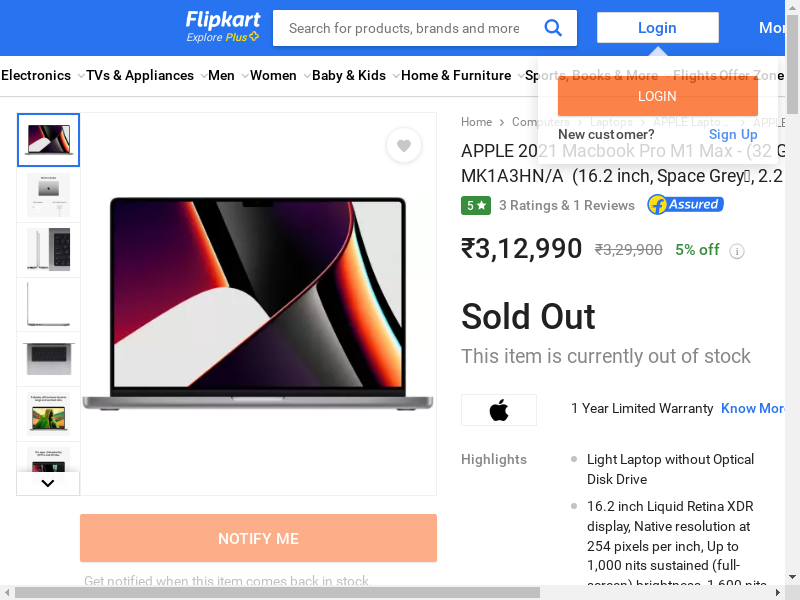 Flipkart
Explore Plus
Search for products, brands and more
Login
Electronics
TVs & Appliances
Men
Women
Baby & Kids
Home & Furniture
Sports, Books & More
Flights
Offer Zone
LOGIN
New customer?
Sign Up
Home
Computers
Laptops
APPLE Lapto...
APPLE 2021 Macbook Pro M1 Max - (32 G
MK1A3HN/A (16.2 inch, Space Grey, 2.2
5 ★
3 Ratings & 1 Reviews
Assured
₹3,12,990
₹3,29,900
5% off
Sold Out
This item is currently out of stock
1 Year Limited Warranty
Know More
Highlights
Light Laptop without Optical
Disk Drive
16.2 inch Liquid Retina XDR
display, Native resolution at
254 pixels per inch, Up to
1,000 nits sustained (full-
screen) brightness, 1,600 nits
NOTIFY ME
Get notified when this item comes back in stock.